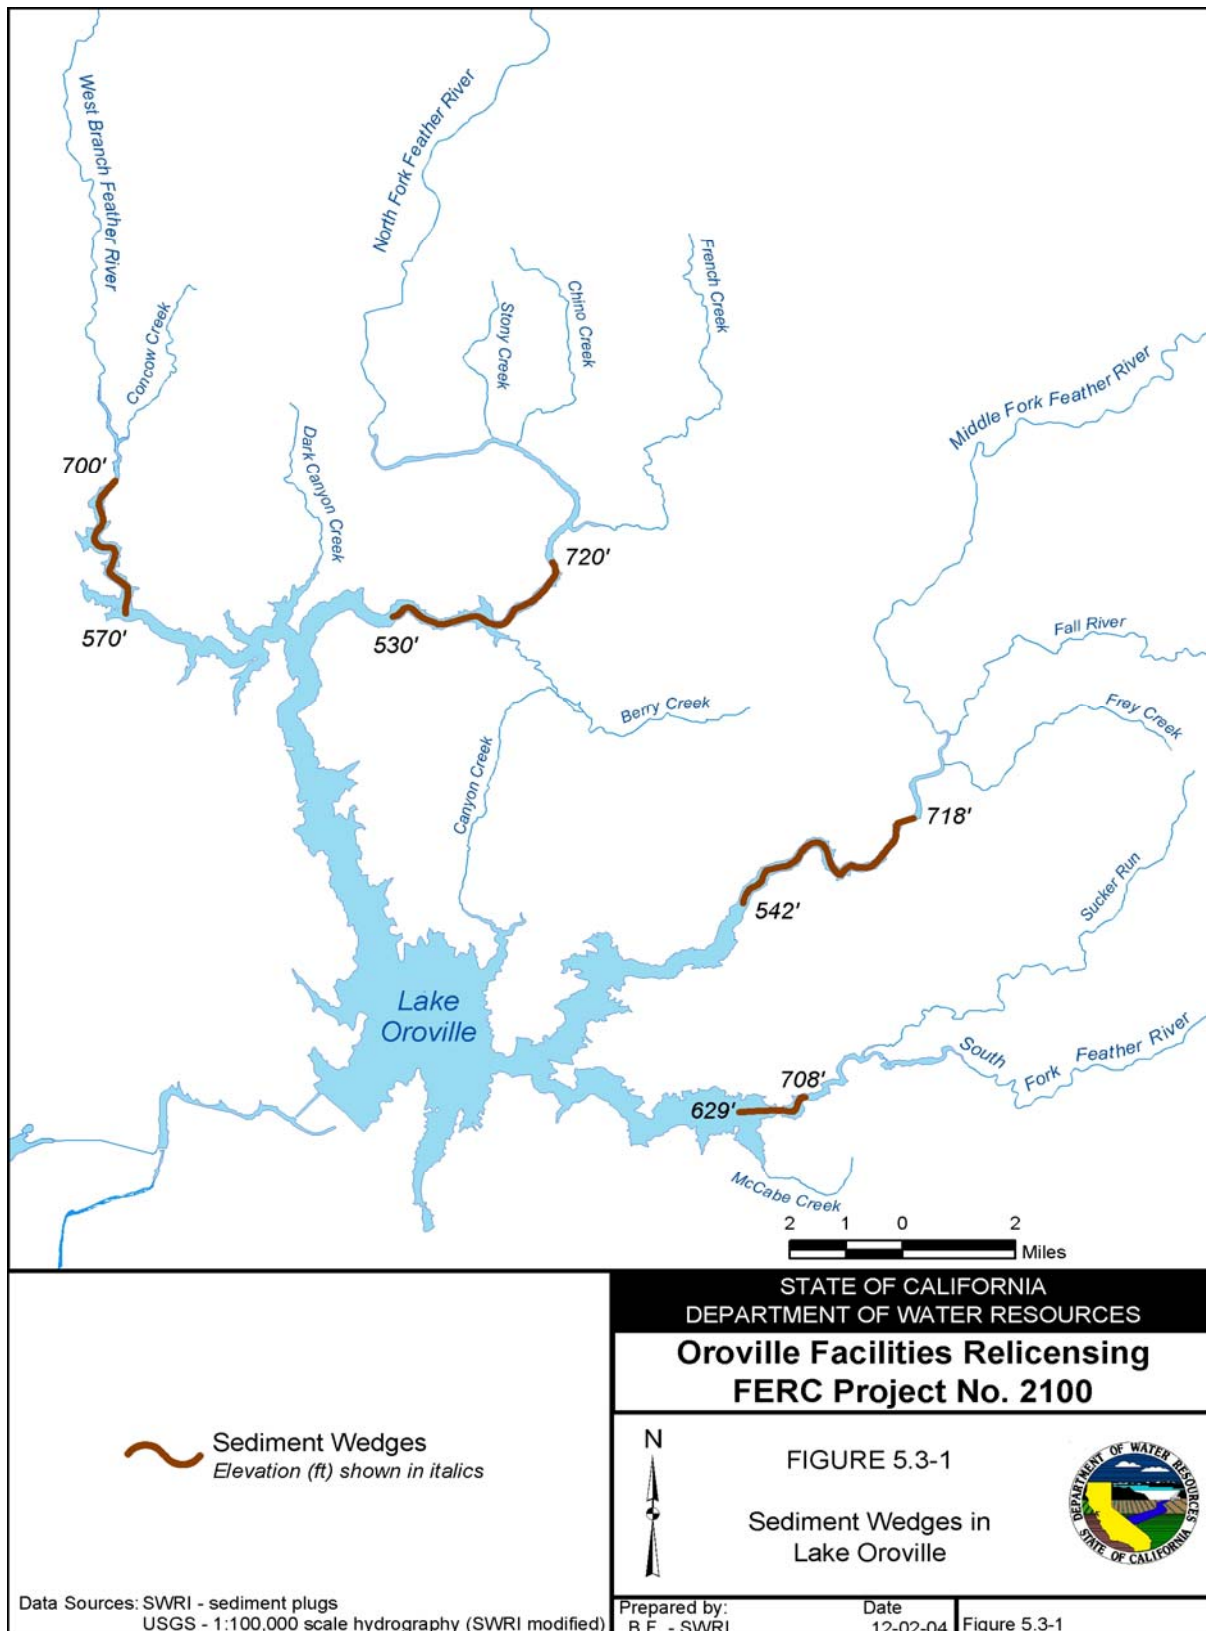 West Branch Feather River
North Fork Feather River
Concow Creek
Dark Canyon Creek
Stony Creek
Chino Creek
French Creek
Middle Fork Feather River
700'
720'
570'
530'
Fall River
Frey Creek
Berry Creek
Canyon Creek
718'
542'
Sucker Run
Lake
Oroville
South Fork Feather River
708'
629'
McCabe Creek
2 1 0 2
Miles
STATE OF CALIFORNIA
DEPARTMENT OF WATER RESOURCES
Oroville Facilities Relicensing
FERC Project No. 2100
Sediment Wedges
Elevation (ft) shown in italics
N
FIGURE 5.3-1
Sediment Wedges in
Lake Oroville
DEPARTMENT OF WATER RESOURCES
STATE OF CALIFORNIA
Data Sources: SWRI - sediment plugs
USGS - 1:100,000 scale hydrography (SWRI modified)
Prepared by:
B.F. - SWRI
Date
12-02-04
Figure 5.3-1